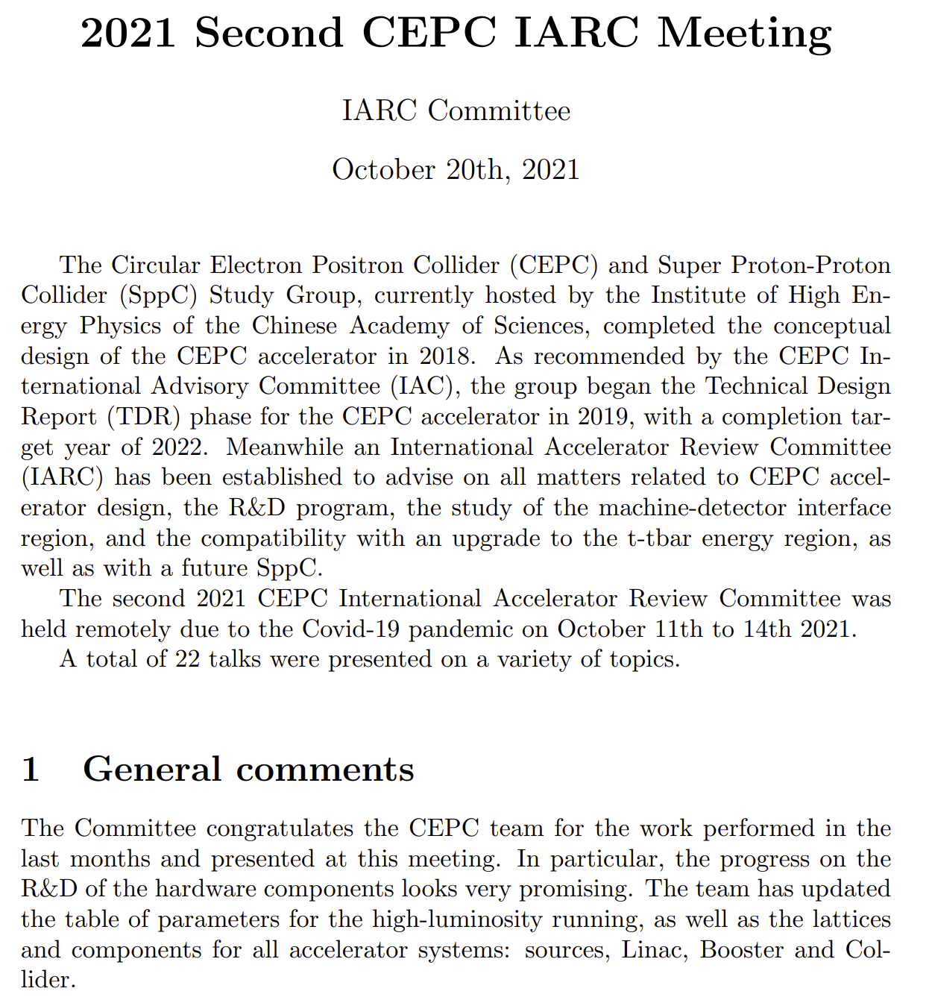 2021 Second CEPC IARC Meeting
IARC Committee
October 20th, 2021
The Circular Electron Positron Collider (CEPC) and Super Proton-Proton
Collider (SppC) Study Group, currently hosted by the Institute of High En-
ergy Physics of the Chinese Academy of Sciences, completed the conceptual
design of the CEPC accelerator in 2018. As recommended by the CEPC In-
ternational Advisory Committee (IAC), the group began the Technical Design
Report (TDR) phase for the CEPC accelerator in 2019, with a completion tar-
get year of 2022. Meanwhile an International Accelerator Review Committee
(IARC) has been established to advise on all matters related to CEPC accel-
erator design, the R&D program, the study of the machine-detector interface
region, and the compatibility with an upgrade to the t-tbar energy region, as
well as with a future SppC.
The second 2021 CEPC International Accelerator Review Committee was
held remotely due to the Covid-19 pandemic on October 11th to 14th 2021.
A total of 22 talks were presented on a variety of topics.
1 General comments
The Committee congratulates the CEPC team for the work performed in the
last months and presented at this meeting. In particular, the progress on the
R&D of the hardware components looks very promising. The team has updated
the table of parameters for the high-luminosity running, as well as the lattices
and components for all accelerator systems: sources, Linac, Booster and Col-
lider.